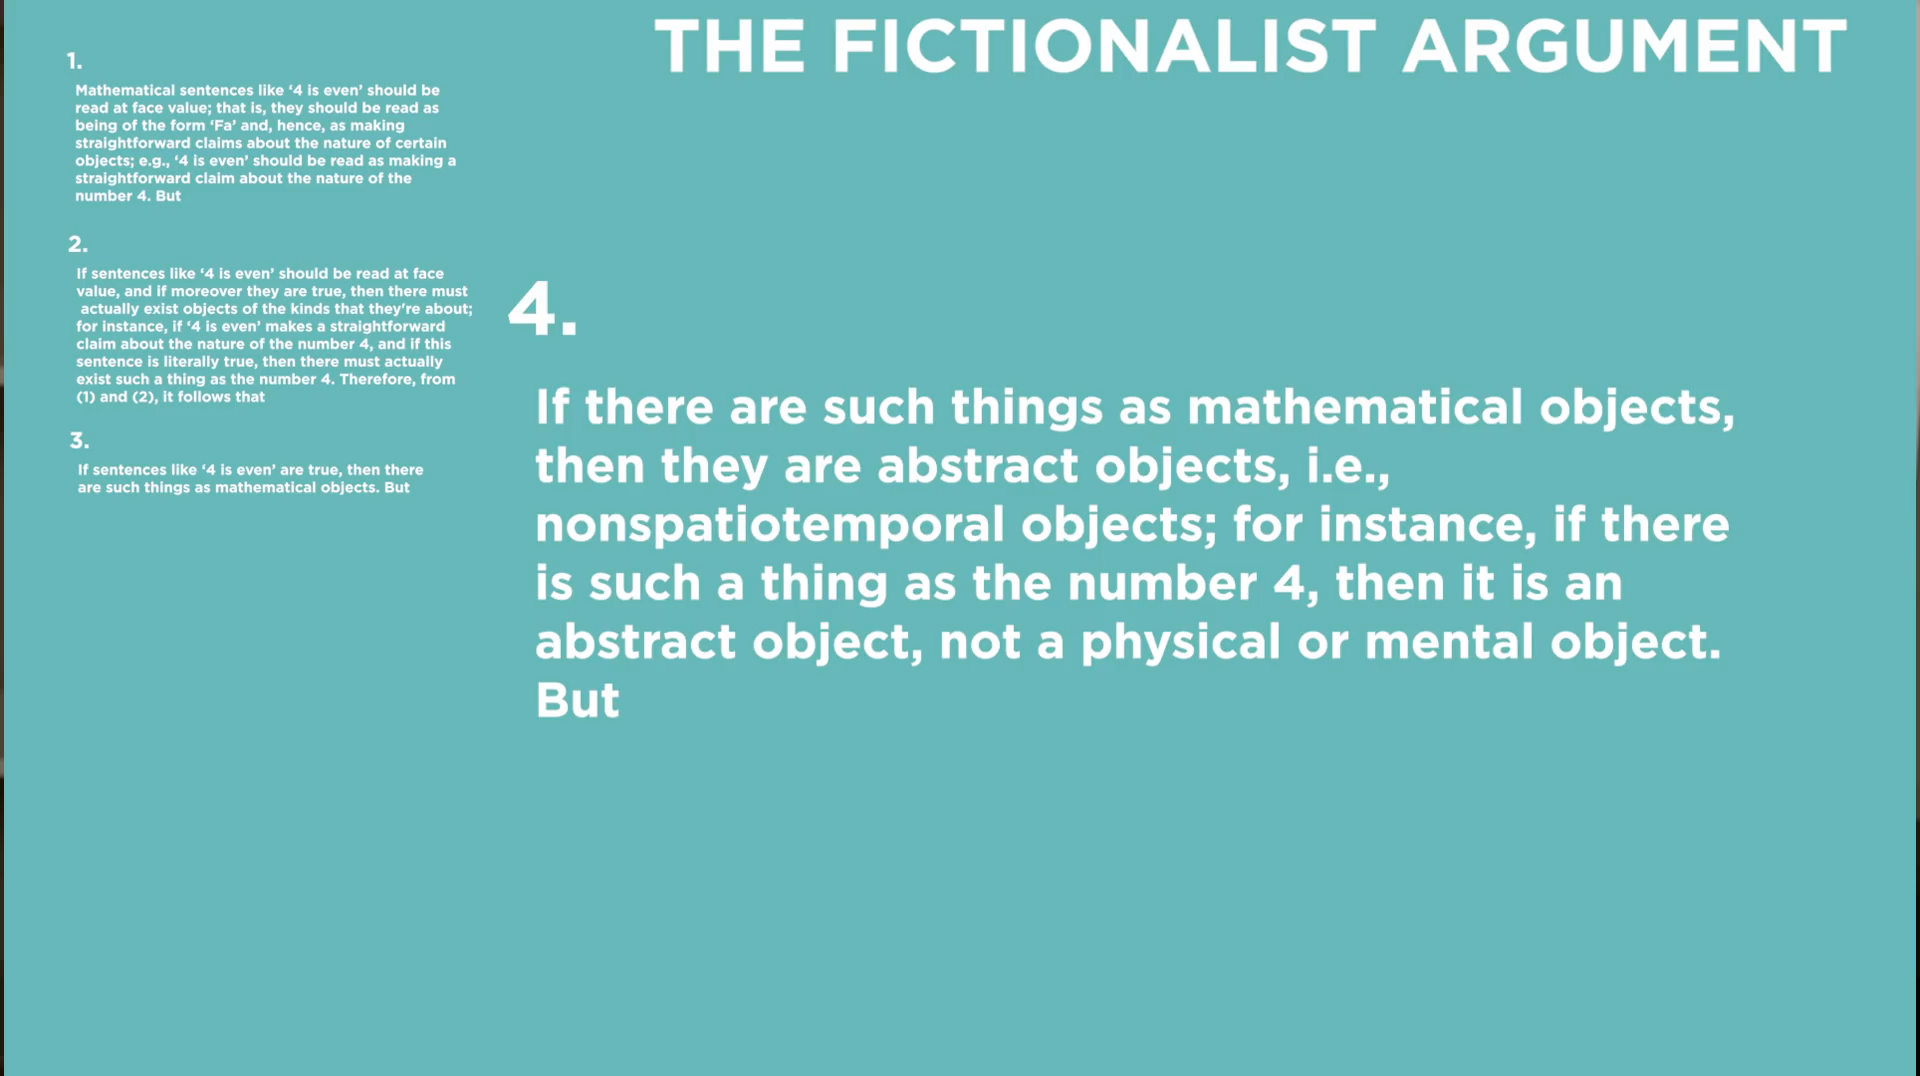 THE FICTIONALIST ARGUMENT
1.
Mathematical sentences like ‘4 is even’ should be
read at face value; that is, they should be read as
being of the form ‘Fa’ and, hence, as making
straightforward claims about the nature of certain
objects; e.g., ‘4 is even’ should be read as making a
straightforward claim about the nature of the
number 4. But
2.
If sentences like ‘4 is even’ should be read at face
value, and if moreover they are true, then there must
actually exist objects of the kinds that they're about;
for instance, if ‘4 is even’ makes a straightforward
claim about the nature of the number 4, and if this
sentence is literally true, then there must actually
exist such a thing as the number 4. Therefore, from
(1) and (2), it follows that
3.
If sentences like ‘4 is even’ are true, then there
are such things as mathematical objects. But
4.
If there are such things as mathematical objects,
then they are abstract objects, i.e.,
nonspatiotemporal objects; for instance, if there
is such a thing as the number 4, then it is an
abstract object, not a physical or mental object.
But